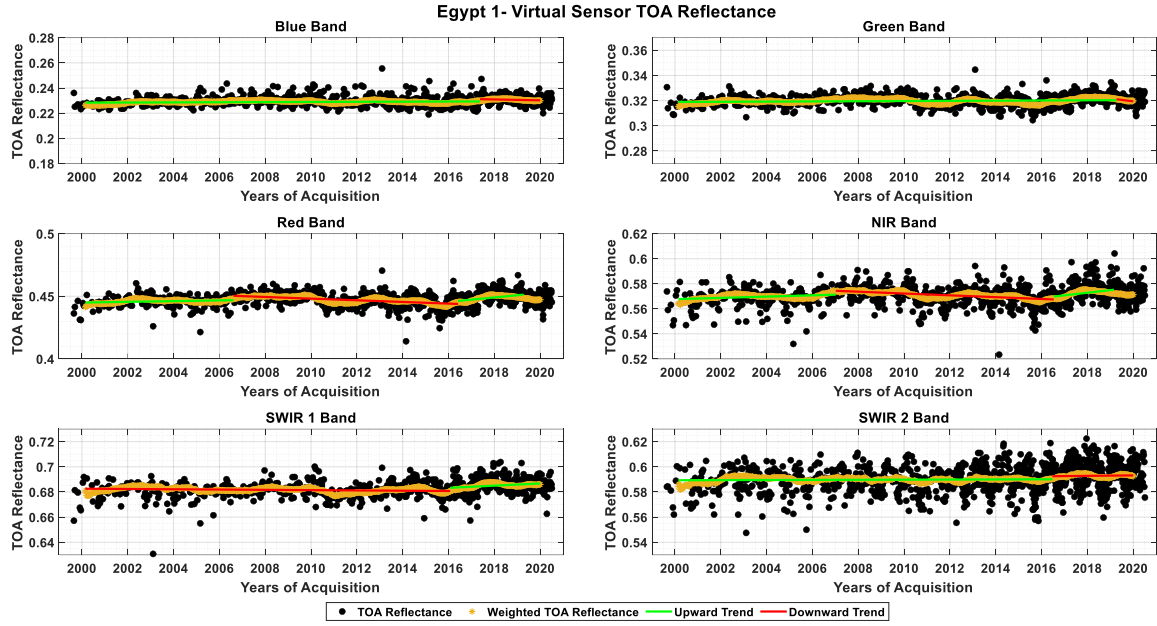 Egypt 1- Virtual Sensor TOA Reflectance
Blue Band
TOA Reflectance
0.28
0.26
0.24
0.22
0.2
0.18
2000 2002 2004 2006 2008 2010 2012 2014 2016 2018 2020
Years of Acquisition
Green Band
TOA Reflectance
0.36
0.34
0.32
0.3
0.28
2000 2002 2004 2006 2008 2010 2012 2014 2016 2018 2020
Years of Acquisition
Red Band
TOA Reflectance
0.5
0.45
0.4
2000 2002 2004 2006 2008 2010 2012 2014 2016 2018 2020
Years of Acquisition
NIR Band
TOA Reflectance
0.62
0.6
0.58
0.56
0.54
0.52
2000 2002 2004 2006 2008 2010 2012 2014 2016 2018 2020
Years of Acquisition
SWIR 1 Band
TOA Reflectance
0.72
0.7
0.68
0.66
0.64
2000 2002 2004 2006 2008 2010 2012 2014 2016 2018 2020
Years of Acquisition
SWIR 2 Band
TOA Reflectance
0.62
0.6
0.58
0.56
0.54
2000 2002 2004 2006 2008 2010 2012 2014 2016 2018 2020
Years of Acquisition
TOA Reflectance Weighted TOA Reflectance Upward Trend Downward Trend